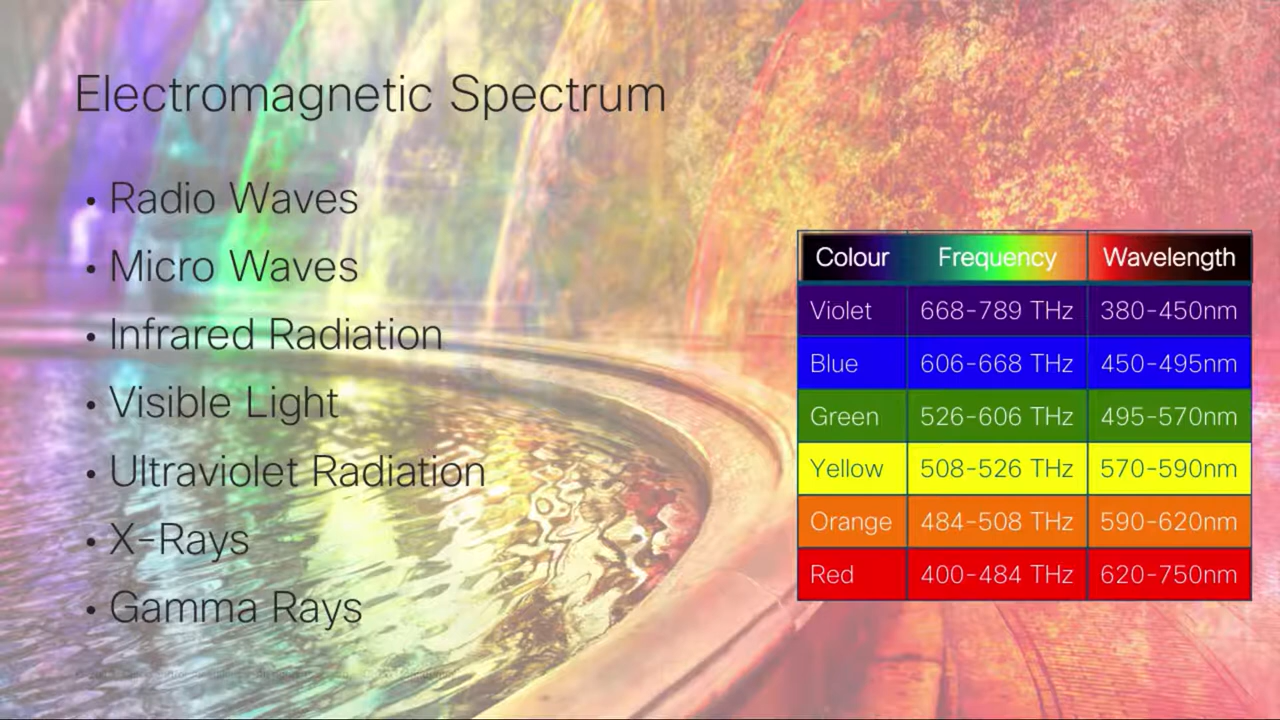 Electromagnetic Spectrum
• Radio Waves
• Micro Waves
• Infrared Radiation
• Visible Light
• Ultraviolet Radiation
• X-Rays
• Gamma Rays
Colour Frequency Wavelength
Violet 668-789 THz 380-450nm
Blue 606-668 THz 450-495nm
Green 526-606 THz 495-570nm
Yellow 508-526 THz 570-590nm
Orange 484-508 THz 590-620nm
Red 400-484 THz 620-750nm